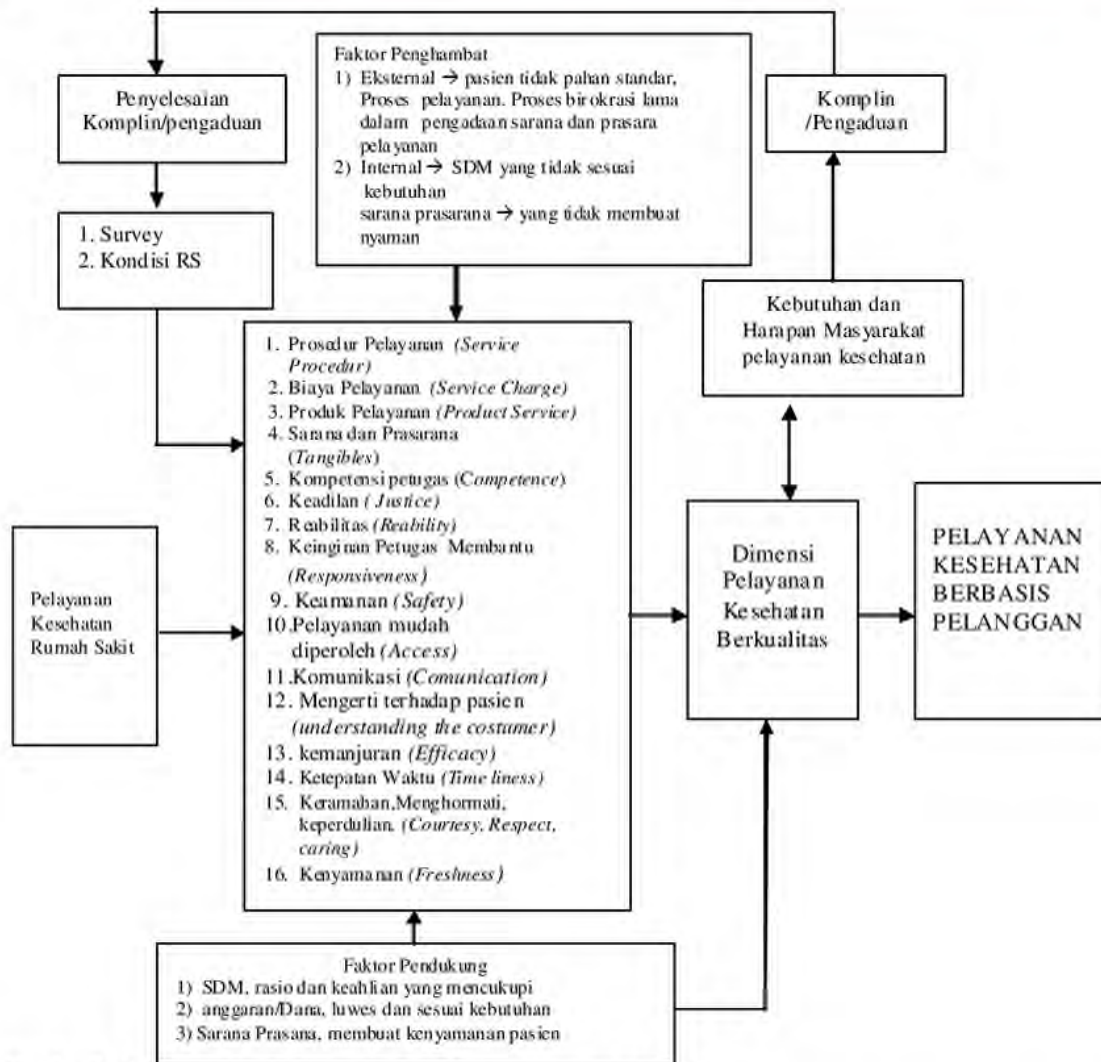 Penyelesaian
Komplin/pengaduan
1. Survey
2. Kondisi RS
Faktor Penghambat
1) Eksternal → pasien tidak pahan standar,
Proses pelayanan. Proses birokrasi lama
dalam pengadaan sarana dan prasara
pelayanan
2) Internal → SDM yang tidak sesuai
kebutuhan
sarana prasarana → yang tidak membuat
nyaman
Komplin
/Pengaduan
Kebutuhan dan
Harapan Masyarakat
pelayanan kesehatan
Pelayanan
Kesehatan
Rumah Sakit
1. Prosedur Pelayanan (Service
Procedur)
2. Biaya Pelayanan (Service Charge)
3. Produk Pelayanan (Product Service)
4. Sarana dan Prasarana
(Tangibles)
5. Kompetensi petugas (Competence)
6. Keadilan ( Justice)
7. Reabilitas (Reability)
8. Keinginan Petugas Membantu
(Responsiveness)
9. Keamanan (Safety)
10.Pelayanan mudah
diperoleh (Access)
11.Komunikasi (Comunication)
12. Mengerti terhadap pasien
(understanding the costumer)
13. kemanjuran (Efficacy)
14. Ketepatan Waktu (Time liness)
15. Keramahan,Menghormati,
keperdulian. (Courtesy, Respect,
caring)
16. Kenyamanan (Freshness)
Dimensi
Pelayanan
Kesehatan
Berkualitas
PELAYANAN
KESEHATAN
BERBASIS
PELANGGAN
Faktor Pendukung
1) SDM, rasio dan keahlian yang mencukupi
2) anggaran/Dana, luwes dan sesuai kebutuhan
3) Sarana Prasana, membuat kenyamanan pasien